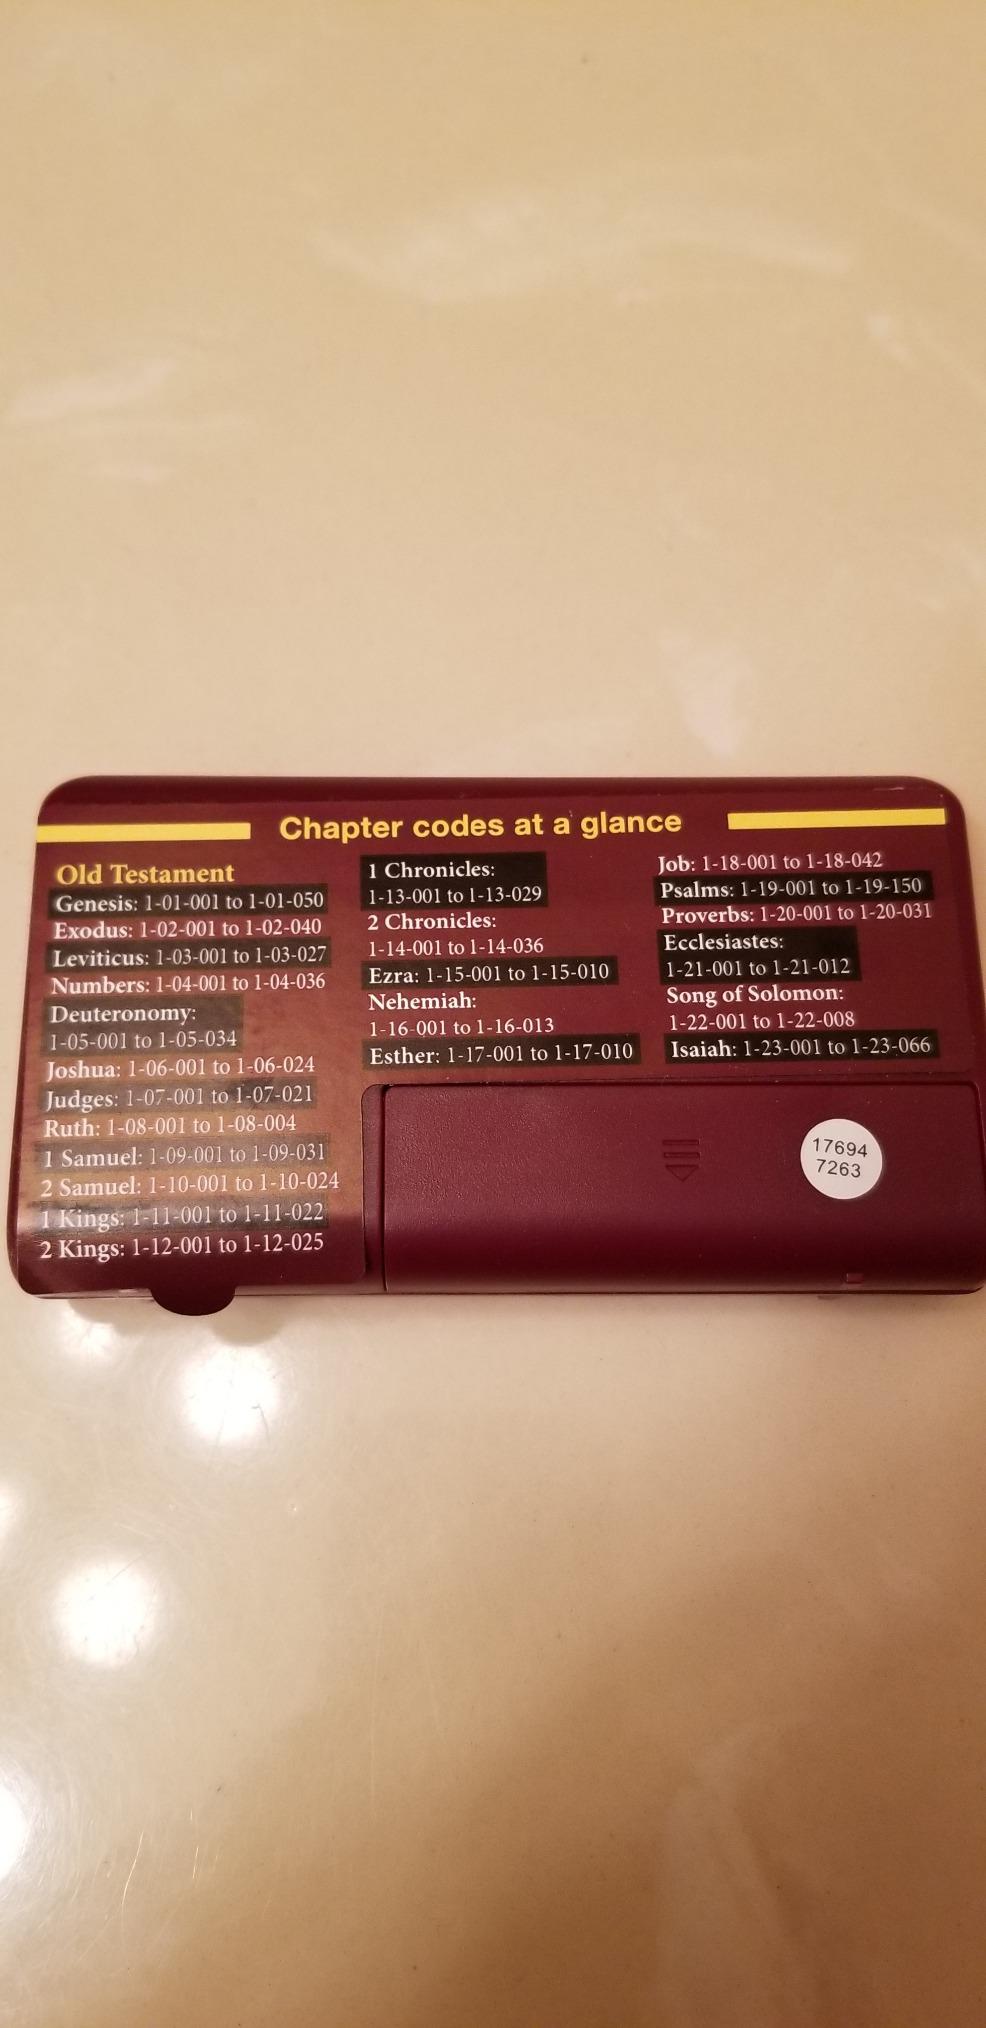 Chapter codes at a glance
Old Testament
Genesis: 1-01-001 to 1-01-050
Exodus: 1-02-001 to 1-02-040
Leviticus: 1-03-001 to 1-03-027
Numbers: 1-04-001 to 1-04-036
Deuteronomy:
1-05-001 to 1-05-034
Joshua: 1-06-001 to 1-06-024
Judges: 1-07-001 to 1-07-021
Ruth: 1-08-001 to 1-08-004
1 Samuel: 1-09-001 to 1-09-031
2 Samuel: 1-10-001 to 1-10-024
1 Kings: 1-11-001 to 1-11-022
2 Kings: 1-12-001 to 1-12-025
1 Chronicles:
1-13-001 to 1-13-029
2 Chronicles:
1-14-001 to 1-14-036
Ezra: 1-15-001 to 1-15-010
Nehemiah:
1-16-001 to 1-16-013
Esther: 1-17-001 to 1-17-010
Job: 1-18-001 to 1-18-042
Psalms: 1-19-001 to 1-19-150
Proverbs: 1-20-001 to 1-20-031
Ecclesiastes:
1-21-001 to 1-21-012
Song of Solomon:
1-22-001 to 1-22-008
Isaiah: 1-23-001 to 1-23-066
17694
7263